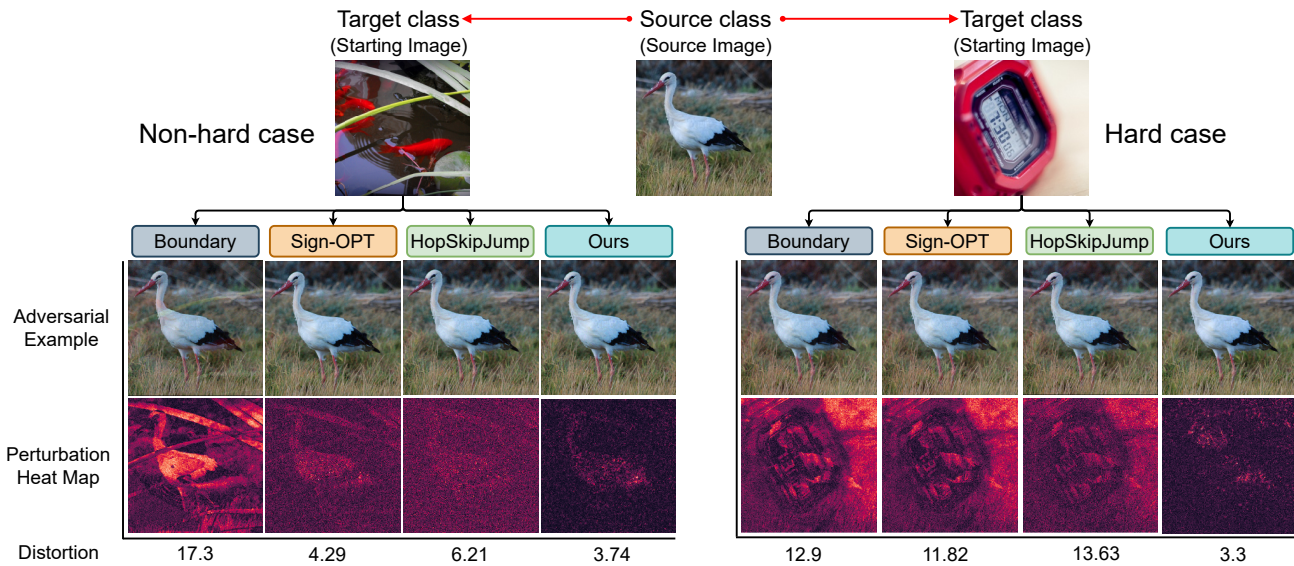 Target class
(Starting Image)
Source class
(Source Image)
Target class
(Starting Image)
Non-hard case
Hard case
Boundary
Sign-OPT
HopSkipJump
Ours
Boundary
Sign-OPT
HopSkipJump
Ours
Adversarial
Example
Perturbation
Heat Map
Distortion
17.3
4.29
6.21
3.74
12.9
11.82
13.63
3.3